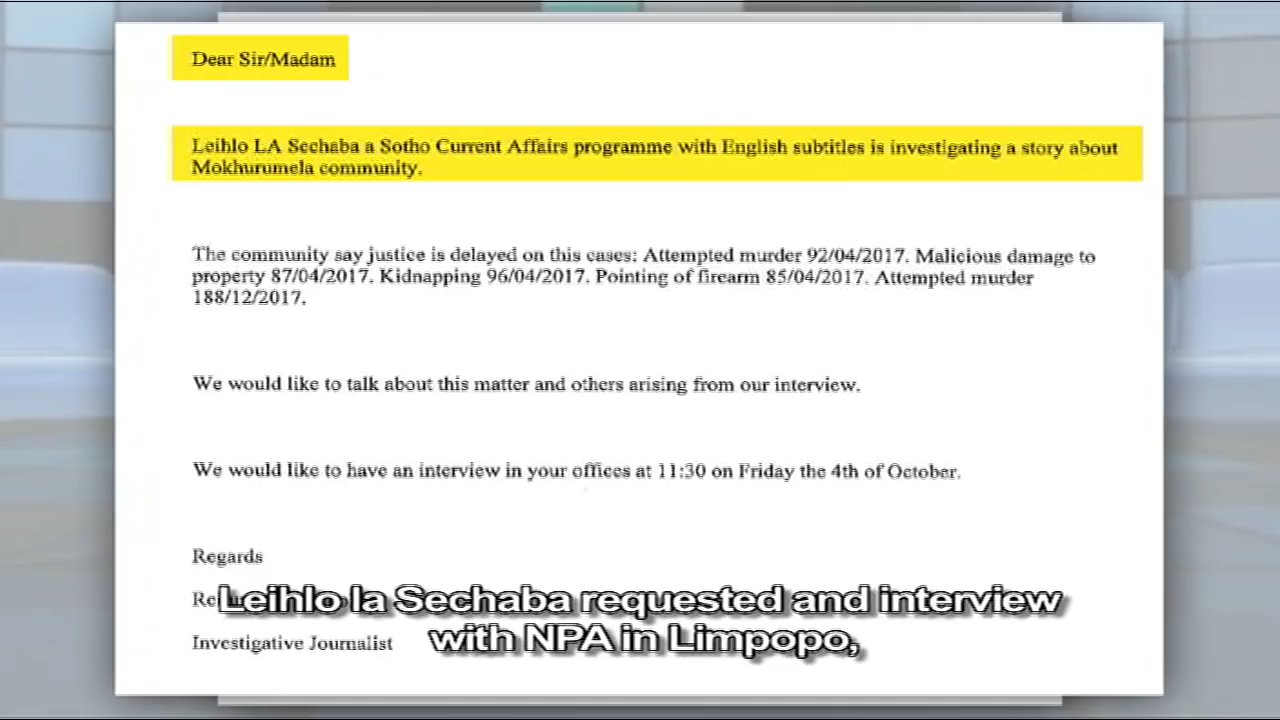 Dear Sir/Madam
Leihlo LA Sechaba a Sotho Current Affairs programme with English subtitles is investigating a story about
Mokhurumela community.
The community say justice is delayed on this cases: Attempted murder 92/04/2017. Malicious damage to
property 87/04/2017. Kidnapping 96/04/2017. Pointing of firearm 85/04/2017. Attempted murder
188/12/2017.
We would like to talk about this matter and others arising from our interview.
We would like to have an interview in your offices at 11:30 on Friday the 4th of October.
Regards
Leihlo la Sechaba requested and interview
with NPA in Limpopo,
Investigative Journalist